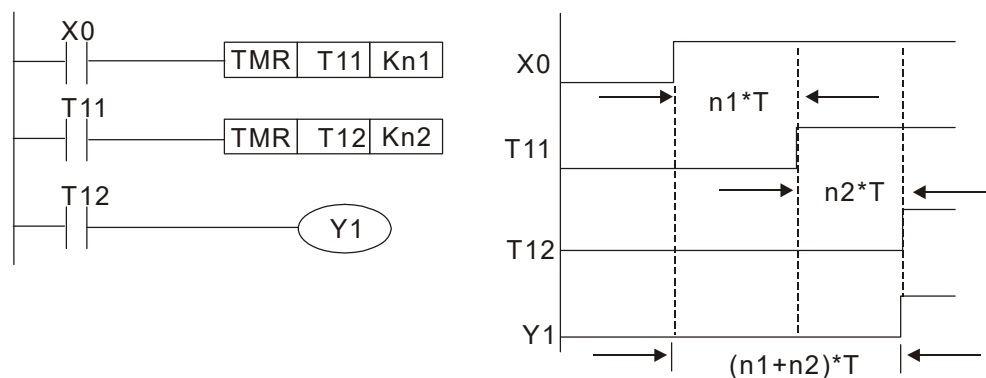 X0
TMR T11 Kn1
T11
TMR T12 Kn2
T12
Y1
X0
n1*T
T11
n2*T
T12
Y1
(n1+n2)*T